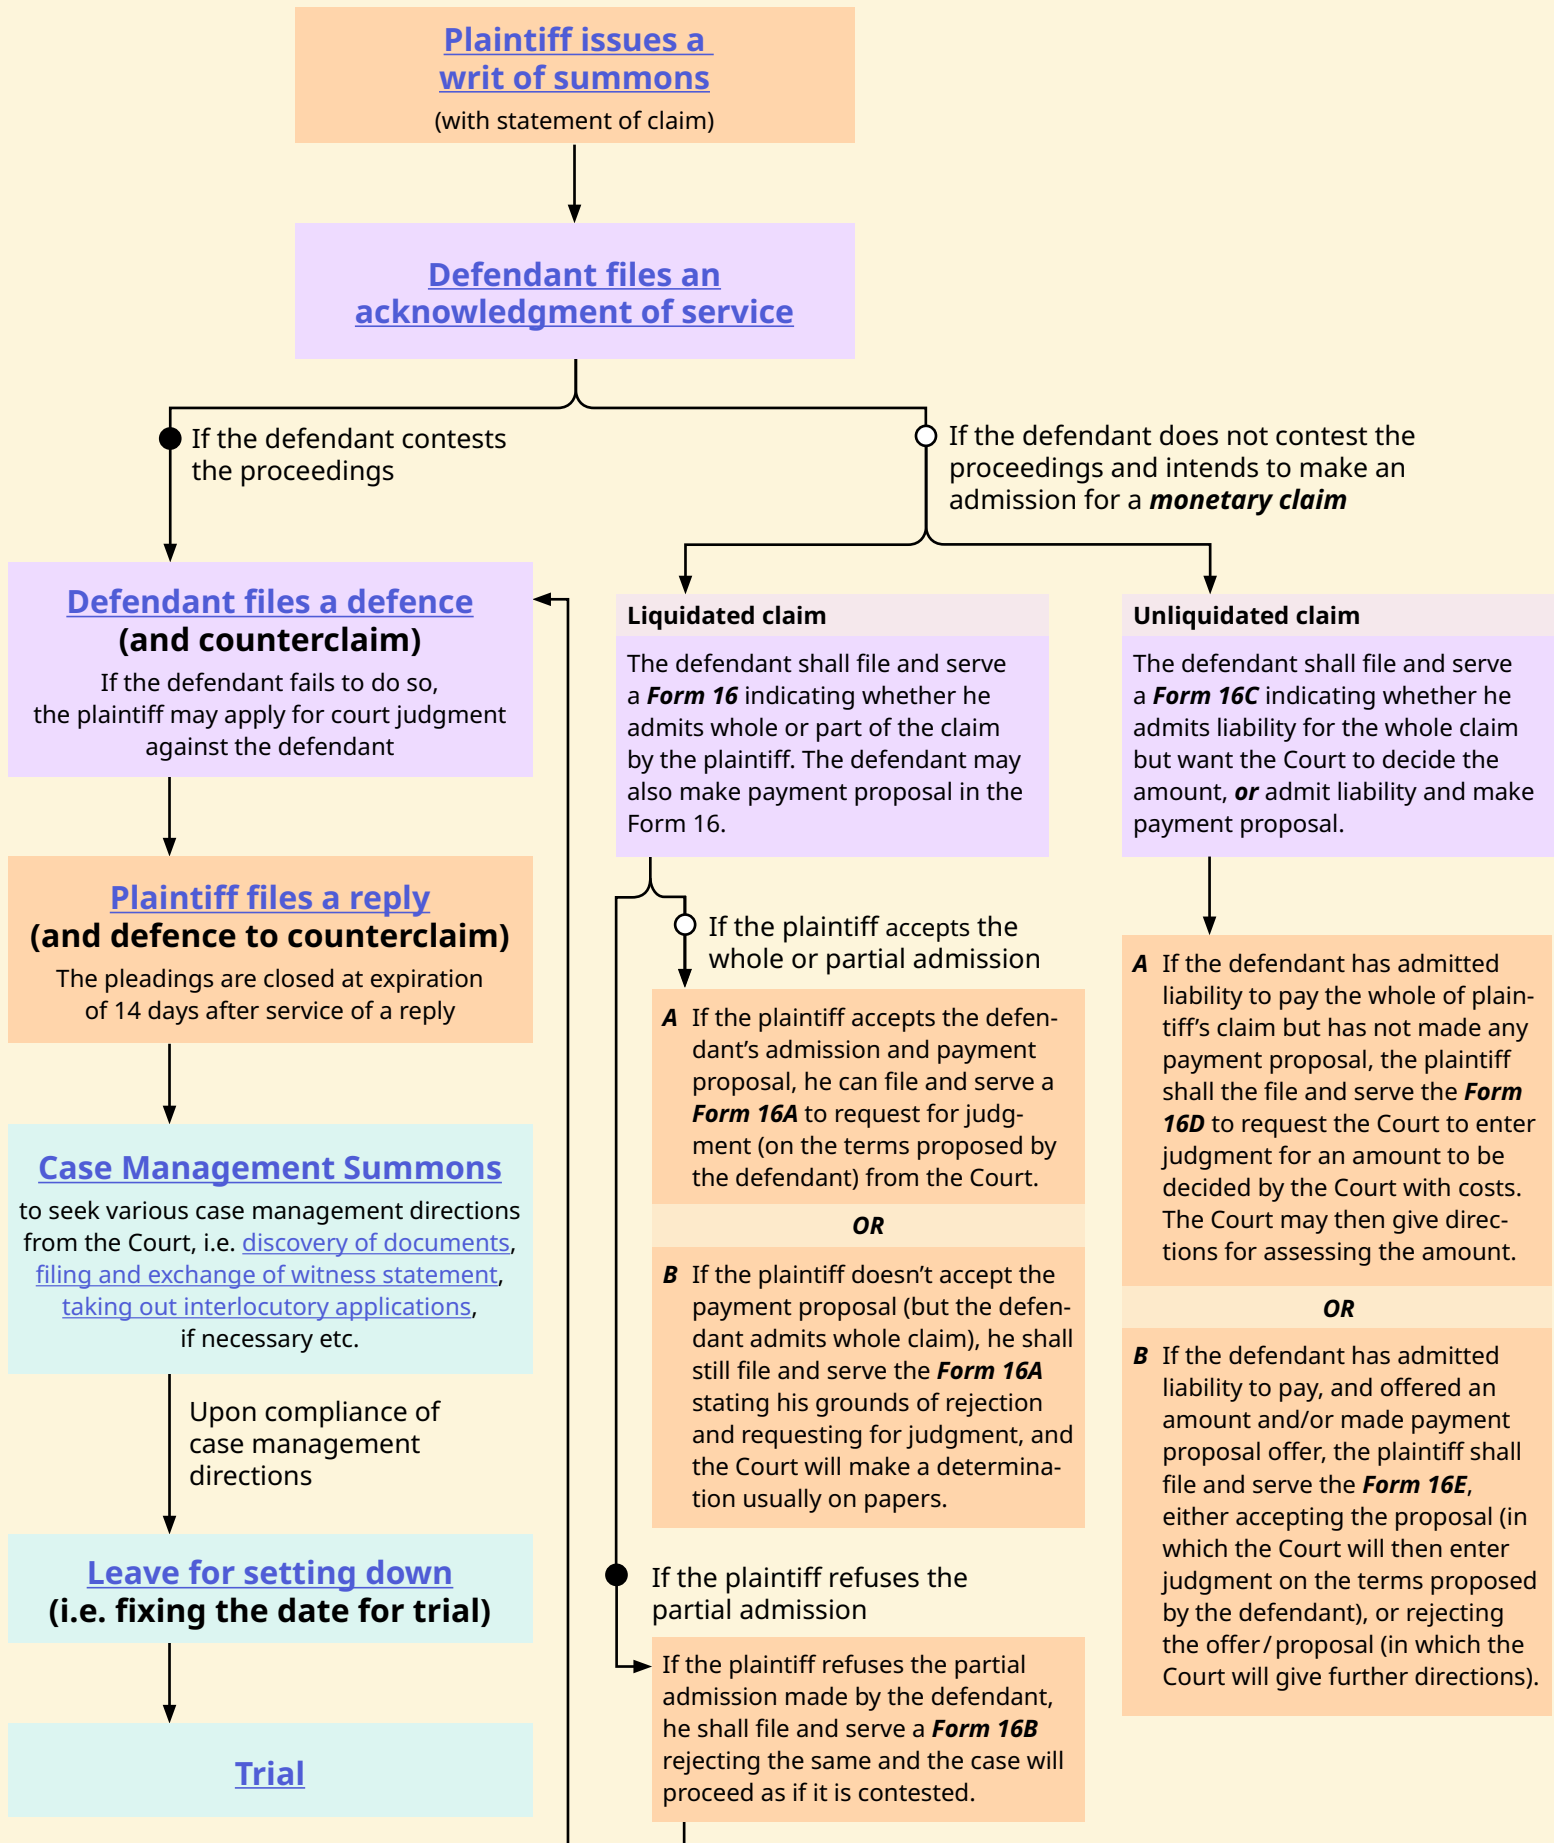 Plaintiff issues a
writ of summons
(with statement of claim)
Defendant files an
acknowledgment of service
If the defendant contests
the proceedings
If the defendant does not contest the
proceedings and intends to make an
admission for a monetary claim
Defendant files a defence
(and counterclaim)
If the defendant fails to do so,
the plaintiff may apply for court judgment
against the defendant
Plaintiff files a reply
(and defence to counterclaim)
The pleadings are closed at expiration
of 14 days after service of a reply
Case Management Summons
to seek various case management directions
from the Court, i.e. discovery of documents,
filing and exchange of witness statement,
taking out interlocutory applications,
if necessary etc.
Upon compliance of
case management
directions
Leave for setting down
(i.e. fixing the date for trial)
Trial
Liquidated claim
The defendant shall file and serve
a Form 16 indicating whether he
admits whole or part of the claim
by the plaintiff. The defendant may
also make payment proposal in the
Form 16.
If the plaintiff accepts the
whole or partial admission
A If the plaintiff accepts the defen-
dant’s admission and payment
proposal, he can file and serve a
Form 16A to request for judg-
ment (on the terms proposed by
the defendant) from the Court.
OR
B If the plaintiff doesn’t accept the
payment proposal (but the defen-
dant admits whole claim), he shall
still file and serve the Form 16A
stating his grounds of rejection
and requesting for judgment, and
the Court will make a determina-
tion usually on papers.
If the plaintiff refuses the
partial admission
If the plaintiff refuses the partial
admission made by the defendant,
he shall file and serve a Form 16B
rejecting the same and the case will
proceed as if it is contested.
Unliquidated claim
The defendant shall file and serve
a Form 16C indicating whether he
admits liability for the whole claim
but want the Court to decide the
amount, or admit liability and make
payment proposal.
A If the defendant has admitted
liability to pay the whole of plain-
tiff’s claim but has not made any
payment proposal, the plaintiff
shall the file and serve the Form
16D to request the Court to enter
judgment for an amount to be
decided by the Court with costs.
The Court may then give direc-
tions for assessing the amount.
OR
B If the defendant has admitted
liability to pay, and offered an
amount and/or made payment
proposal offer, the plaintiff shall
file and serve the Form 16E,
either accepting the proposal (in
which the Court will then enter
judgment on the terms proposed
by the defendant), or rejecting
the offer/proposal (in which the
Court will give further directions).